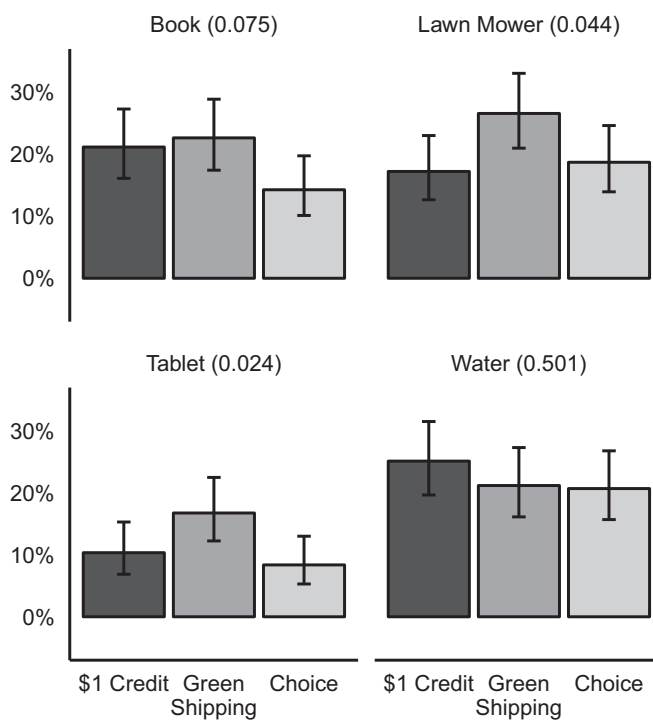 Book (0.075)
Lawn Mower (0.044)
30%
20%
10%
0%
Tablet (0.024)
Water (0.501)
30%
20%
10%
0%
$1 Credit
Green
Shipping
Choice
$1 Credit
Green
Shipping
Choice